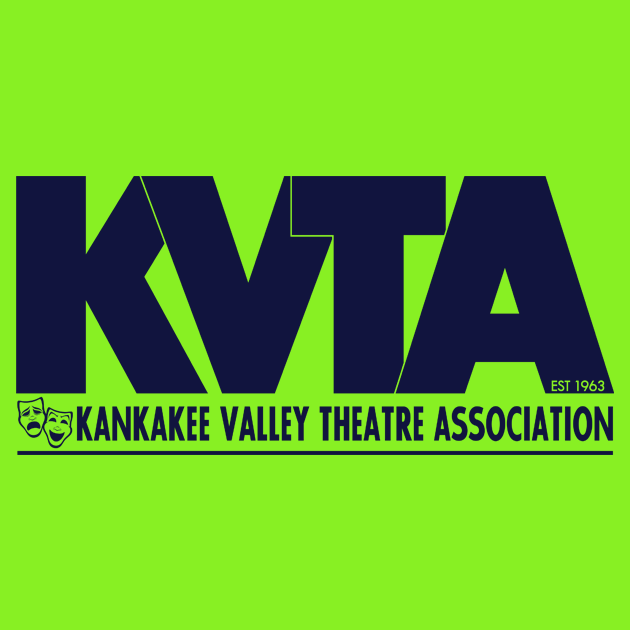 KVTA
EST 1963
KANKAKEE VALLEY THEATRE ASSOCIATION